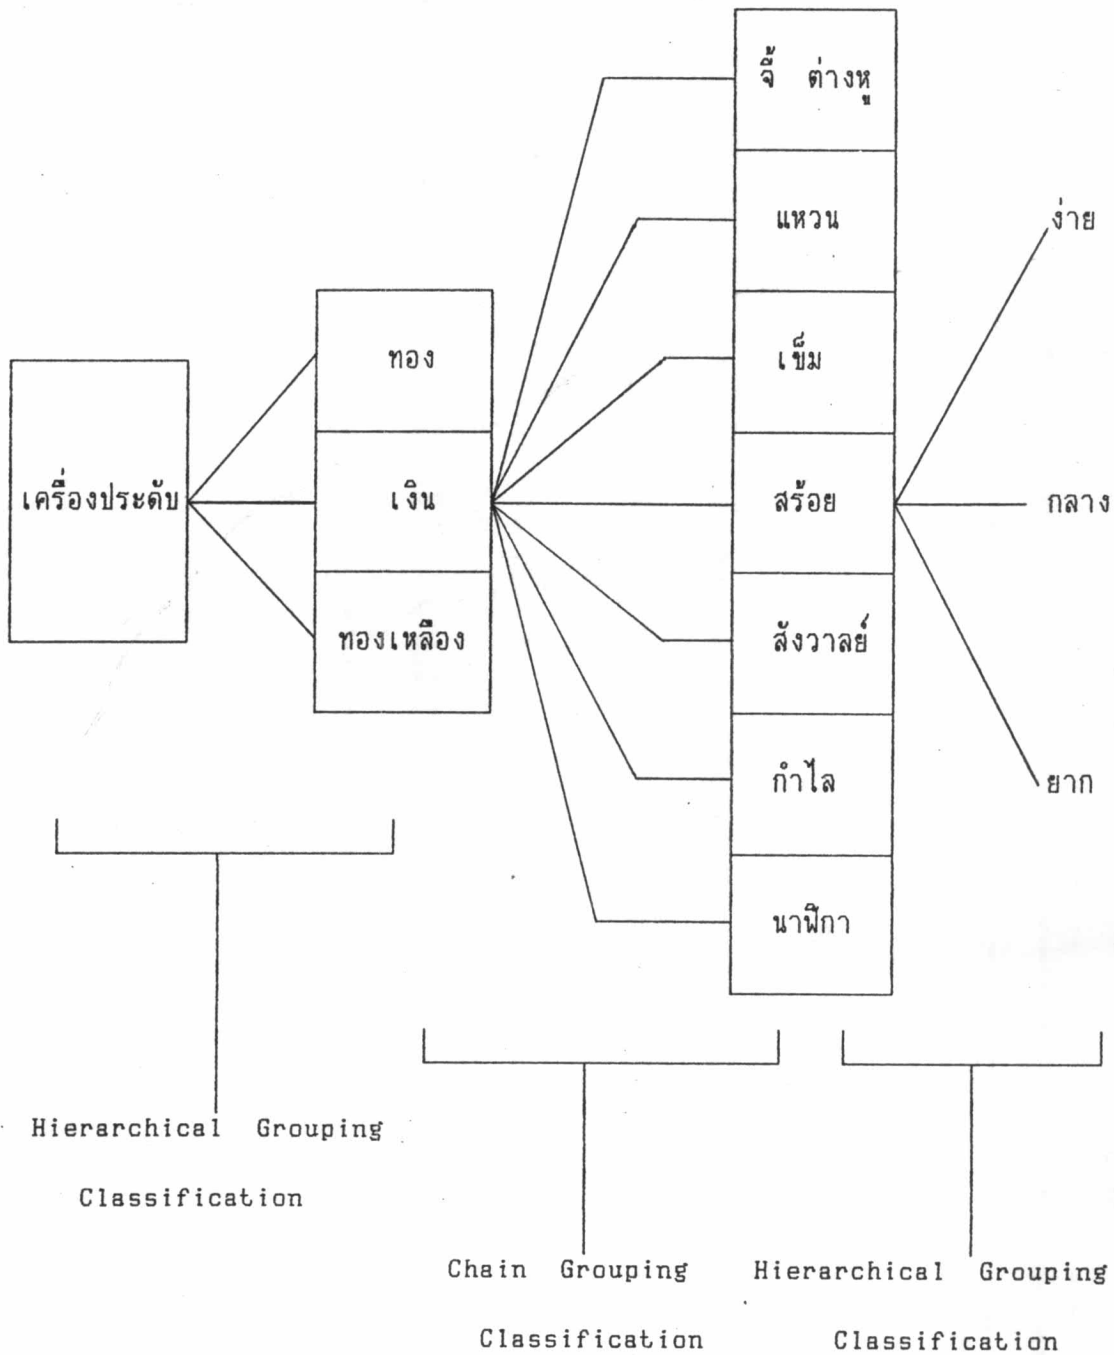 จี้ ต่างหู
แหวน
ง่าย
ทอง
เข็ม
เครื่องประดับ
เงิน
สร้อย
กลาง
ทองเหลือง
สังวาลย์
กำไล
ยาก
นาฬิกา
Hierarchical Grouping
Classification
Chain Grouping
Classification
Hierarchical Grouping
Classification